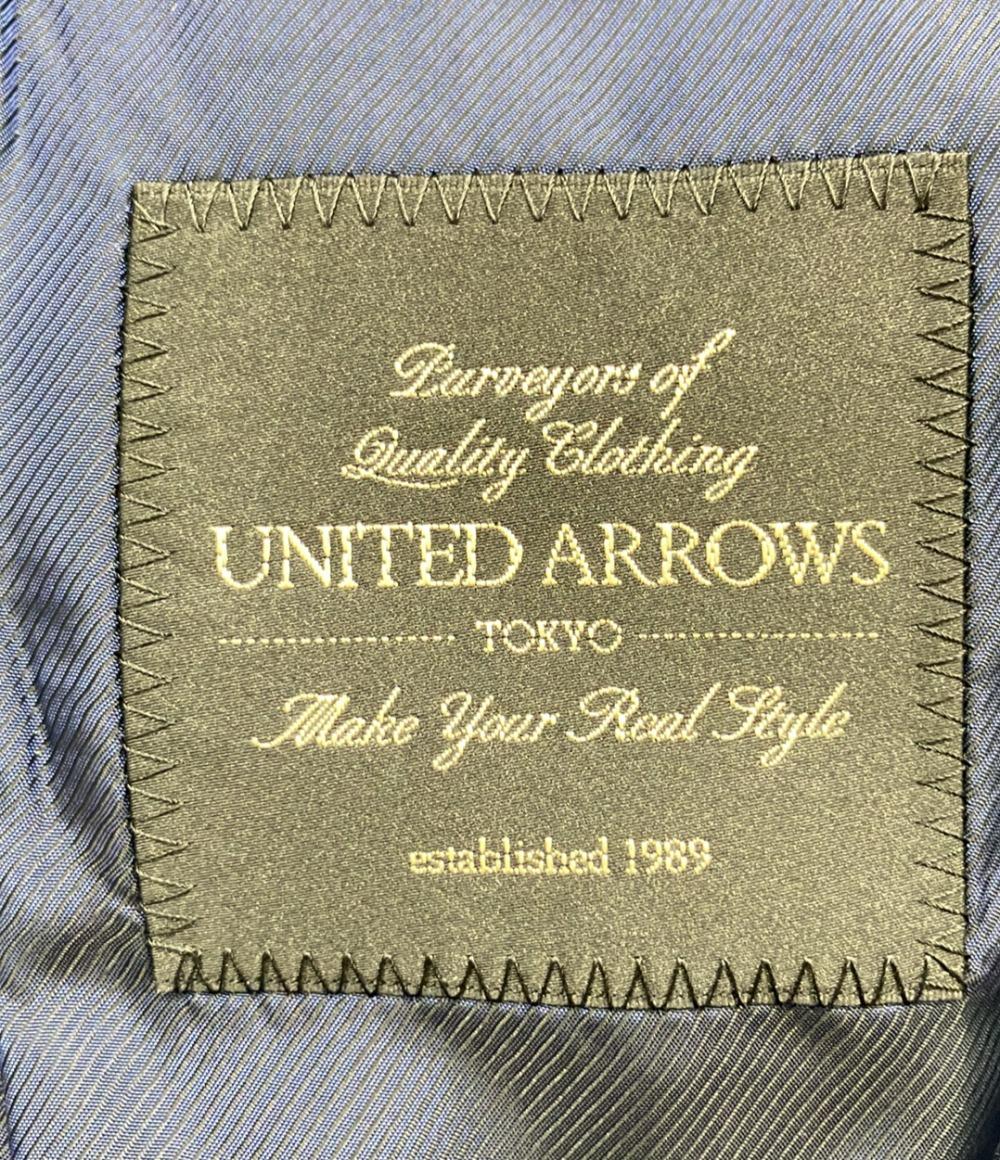 Purveyors of
Quality Clothing
UNITED ARROWS
TOKYO
Make Your Real Style
established 1989